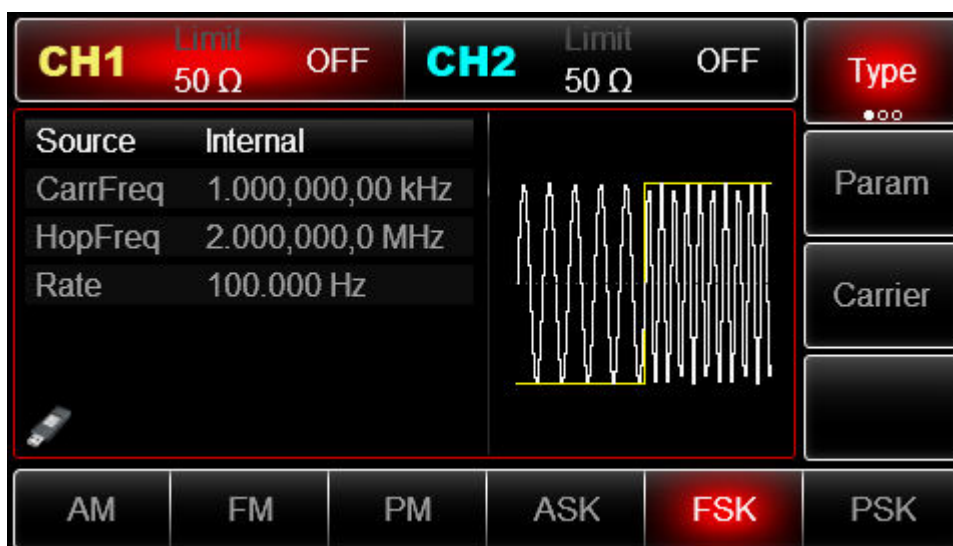 CH1 Limit 50 Ω OFF CH2 Limit 50 Ω OFF Type
Source Internal
CarrFreq 1.000,000,00 kHz
HopFreq 2.000,000,0 MHz
Rate 100.000 Hz
Param
Carrier
AM FM PM ASK FSK PSK